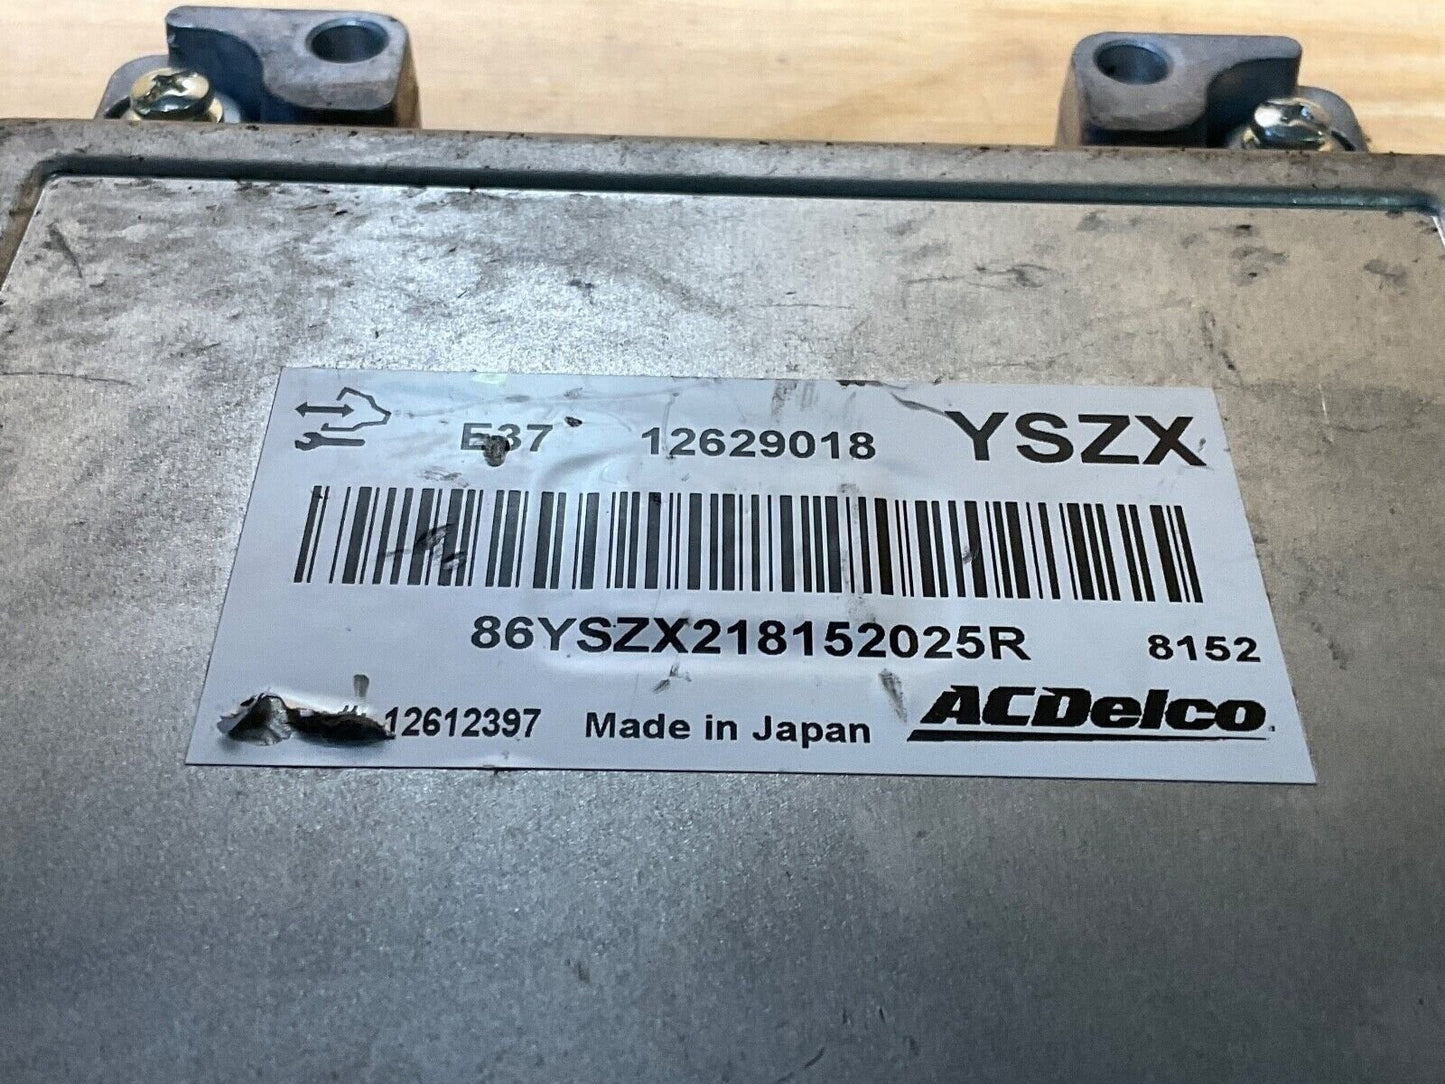 E37 12629018 YSZX
86YSZX218152025R 8152
12612397 Made in Japan ACDelco